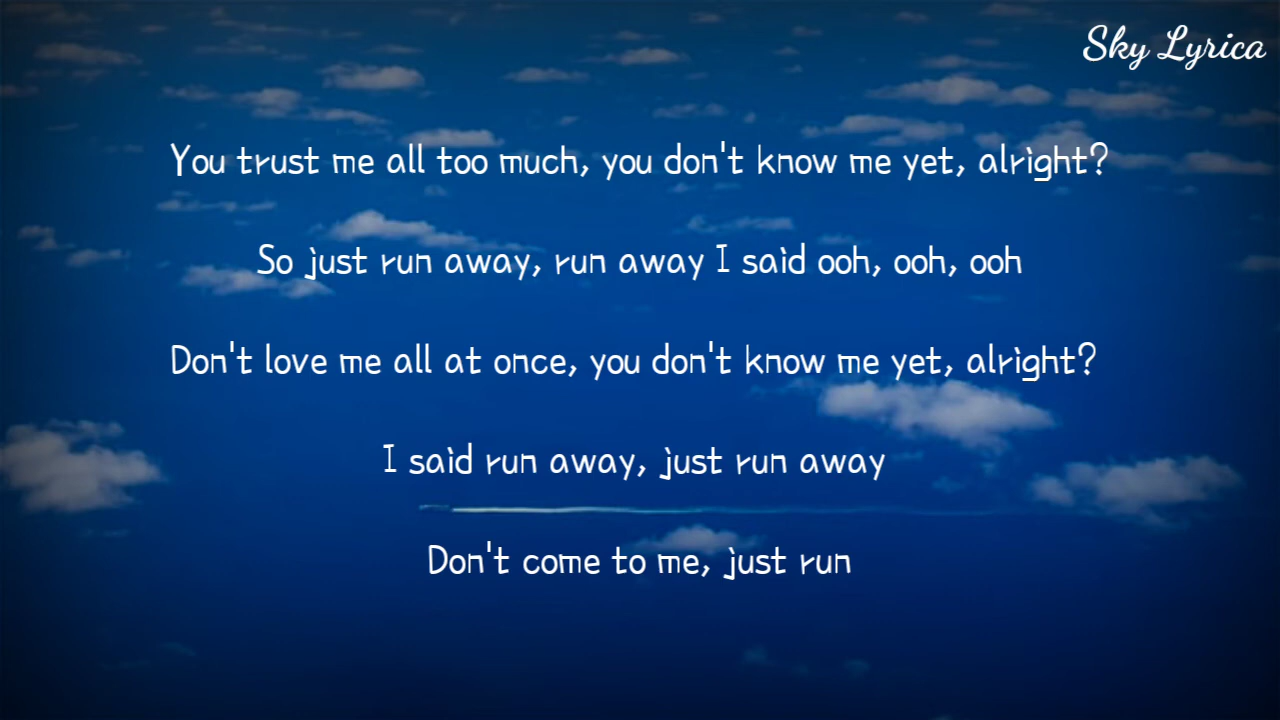 Sky Lyrica
You trust me all too much, you don't know me yet, alright?
So just run away, run away I said ooh, ooh, ooh
Don't love me all at once, you don't know me yet, alright?
I said run away, just run away
Don't come to me, just run